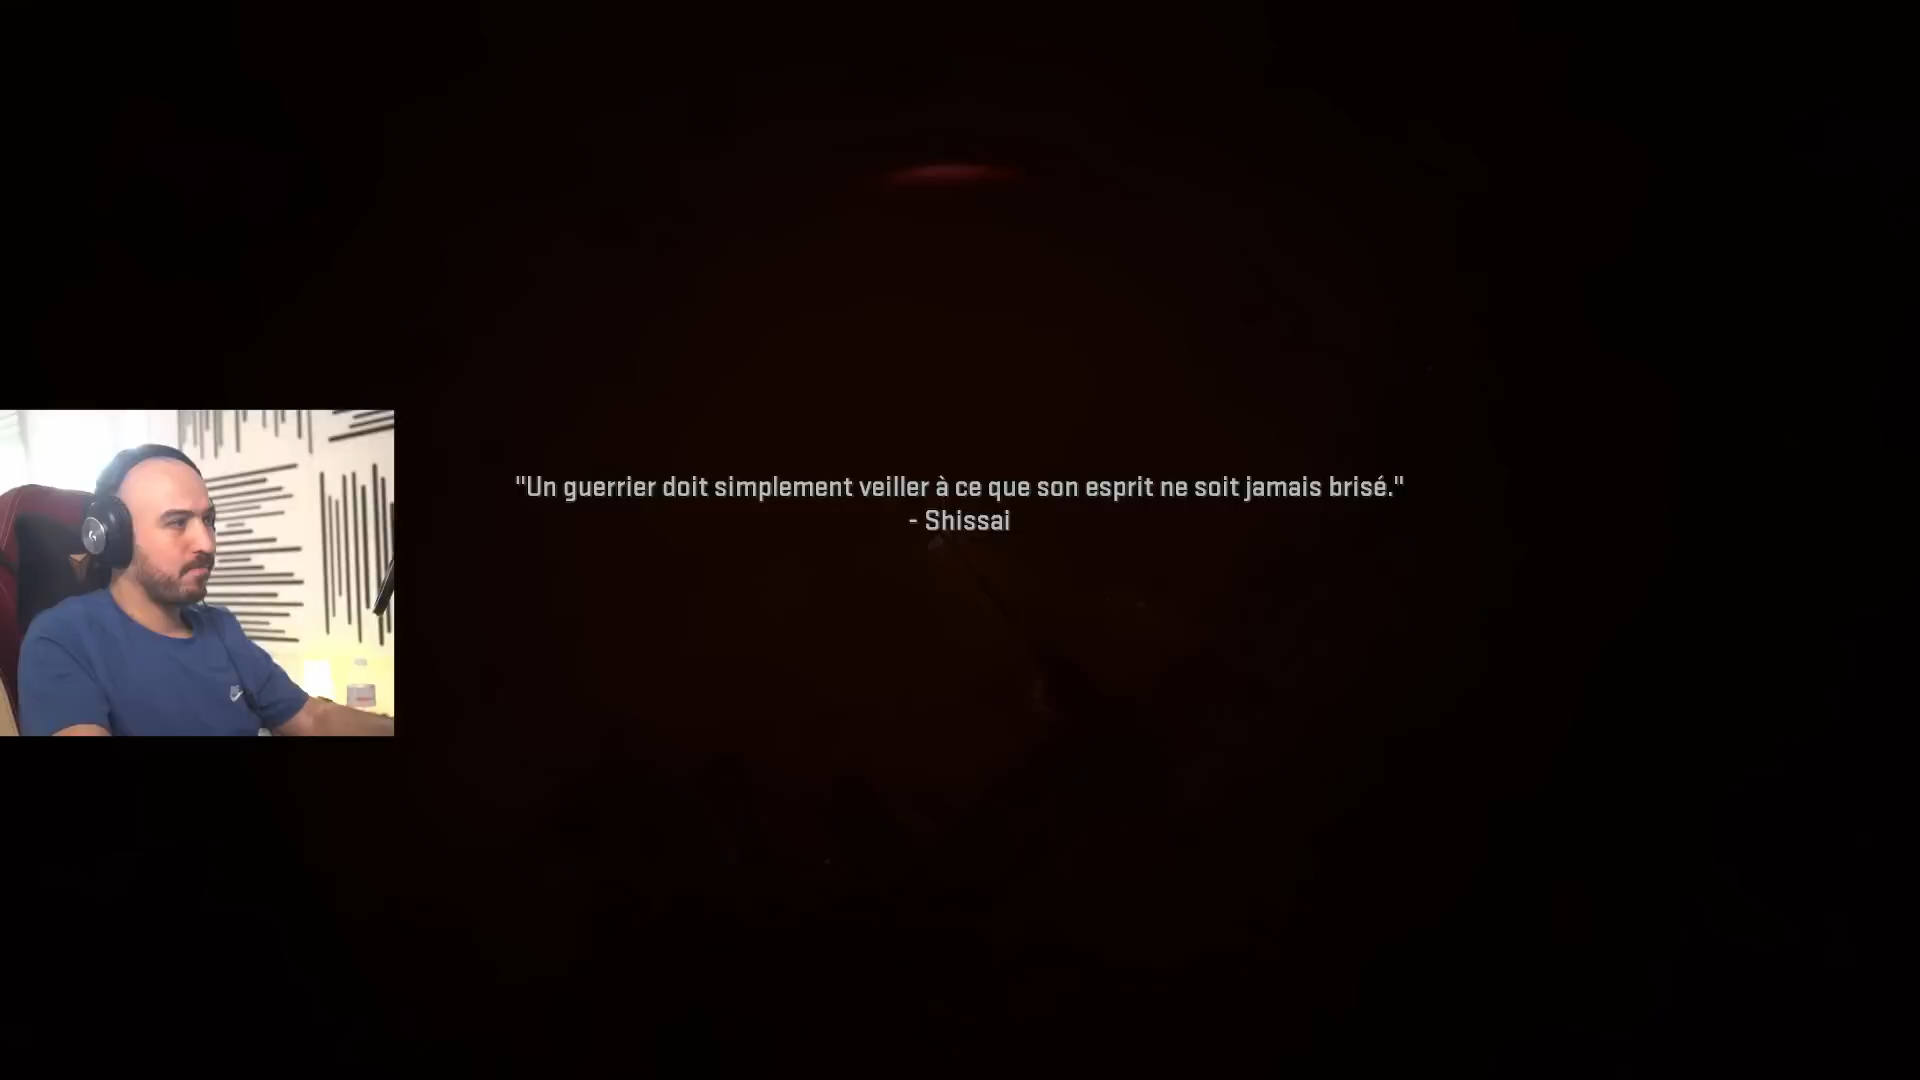 "Un guerrier doit simplement veiller à ce que son esprit ne soit jamais brisé."
- Shissai